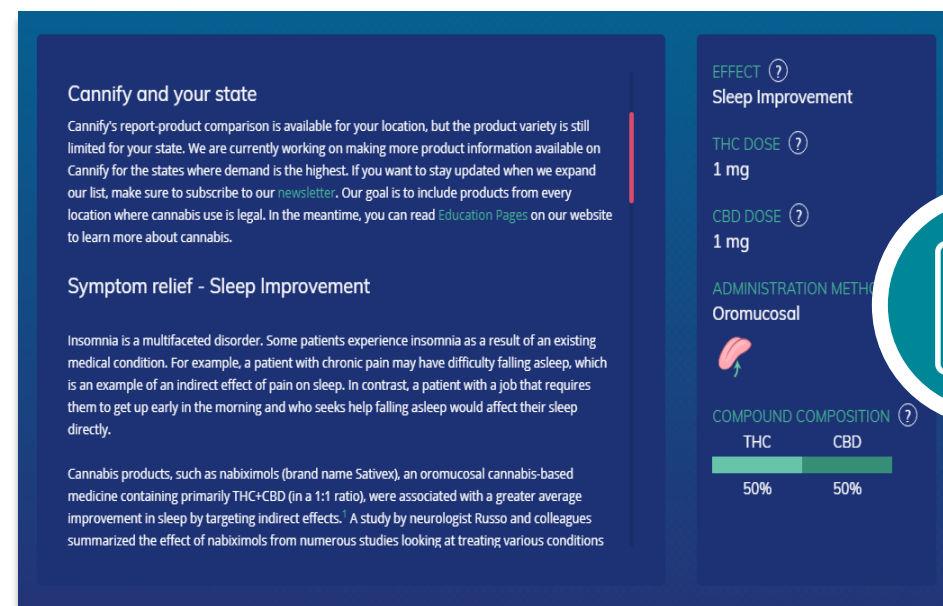 Cannify and your state
Cannify's report-product comparison is available for your location, but the product variety is still
limited for your state. We are currently working on making more product information available on
Cannify for the states where demand is the highest. If you want to stay updated when we expand
our list, make sure to subscribe to our newsletter. Our goal is to include products from every
location where cannabis use is legal. In the meantime, you can read Education Pages on our website
to learn more about cannabis.
Symptom relief - Sleep Improvement
Insomnia is a multifaceted disorder. Some patients experience insomnia as a result of an existing
medical condition. For example, a patient with chronic pain may have difficulty falling asleep, which
is an example of an indirect effect of pain on sleep. In contrast, a patient with a job that requires
them to get up early in the morning and who seeks help falling asleep would affect their sleep
directly.
Cannabis products, such as nabiximols (brand name Sativex), an oromucosal cannabis-based
medicine containing primarily THC+CBD (in a 1:1 ratio), were associated with a greater average
improvement in sleep by targeting indirect effects.1 A study by neurologist Russo and colleagues
summarized the effect of nabiximols from numerous studies looking at treating various conditions
EFFECT ?
Sleep Improvement
THC DOSE ?
1 mg
CBD DOSE ?
1 mg
ADMINISTRATION
Oromucosal
COMPOUND COMPOSITION ?
THC CBD
50% 50%